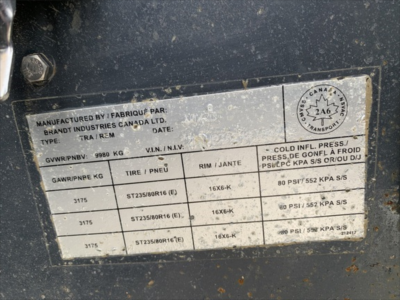 MANUFACTURED BY / FABRIQUÉ PAR:
BRANDT INDUSTRIES CANADA LTD.
TYPE: TRA / REM DATE:
CANADA
2A6
TRANSPORT
GVWR/PNBV: 9980 KG V.I.N. / N.I.V:
GAWR/PNPE KG TIRE / PNEU RIM / JANTE COLD INFL. PRESS./
PRESS.DE GONFL À FROID
PSI/LPC KPA S/S OR/OU D/J
3175 ST235/80R16 (E) 16X6-K 80 PSI / 552 KPA S/S
3175 ST235/80R16 (E) 16X6-K 80 PSI / 552 KPA S/S
3175 ST235/80R16 (E) 16X6-K 80 PSI / 552 KPA S/S